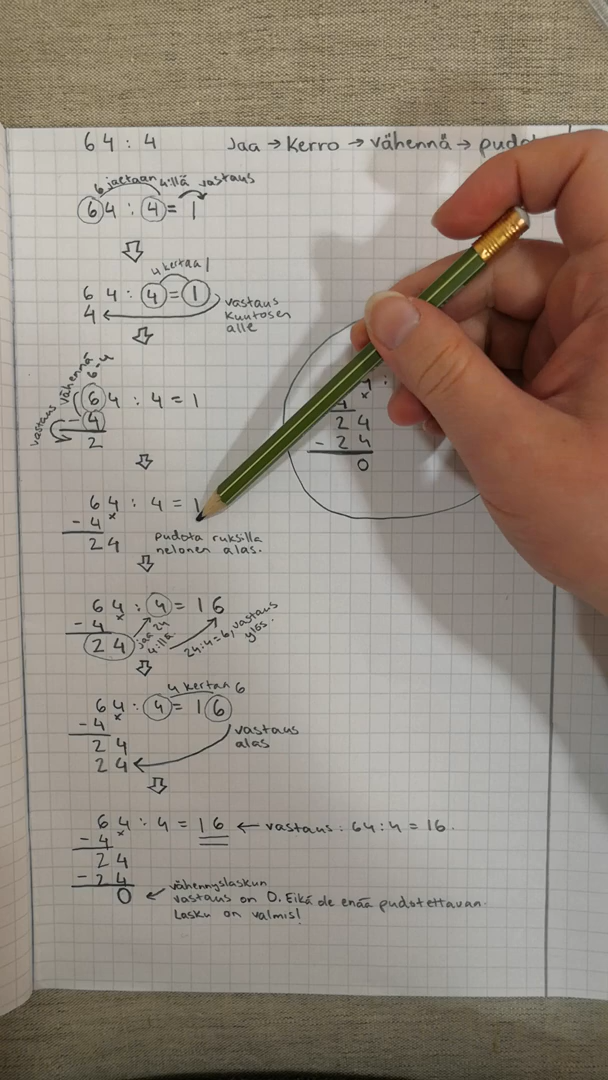 64 : 4
Jaa → Kerro → vähennä → pudo
6 jaetaan 4:llä vastaus
64 : 4 = 1
4 kertaa 1
64 : 4 = 1
4
vastaus
kuutosen
alle
vähennä
6-4
64 : 4 = 1
- 4
vastaus
2
64 : 4 = 1
- 4 x
24
pudota ruksilla
nelonen alas.
4 :
x
4
24
- 24
0
64 : 4 = 16
- 4 x
24
jaa 24
4:llä.
24:4=6, vastaus
ylös.
4 kertaa 6
64 : 4 = 16
- 4 x
24
24
vastaus
alas
64 : 4 = 16 ← vastaus : 64 : 4 = 16.
- 4 x
24
- 24
0
vähennyslaskun
vastaus on 0. Eikä ole enää pudotettavaa.
Lasku on valmis!